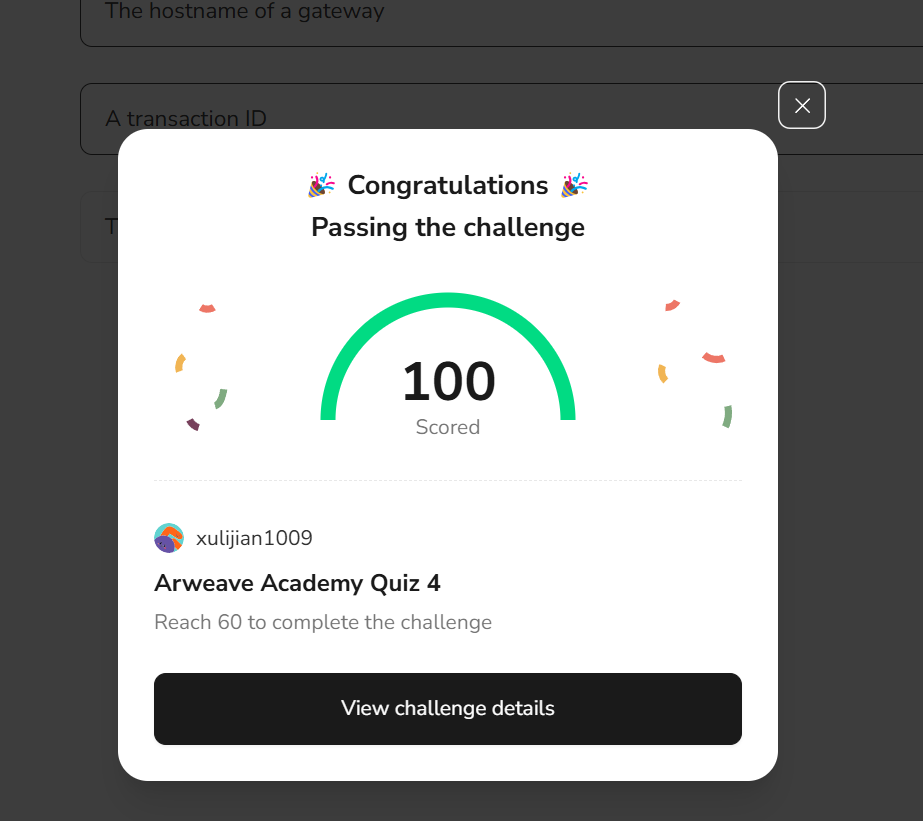 The hostname of a gateway
A transaction ID
T
🎉 Congratulations 🎉
Passing the challenge
100
Scored
xulijian1009
Arweave Academy Quiz 4
Reach 60 to complete the challenge
View challenge details